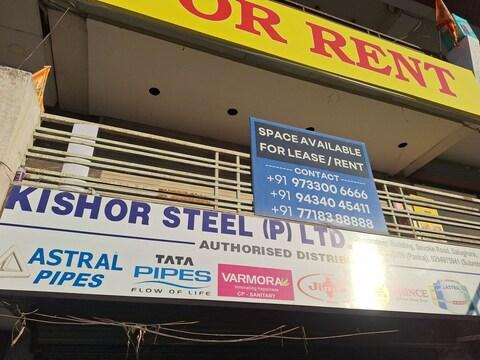 OR RENT
SPACE AVAILABLE
FOR LEASE / RENT
CONTACT
+91 973300 6666
+91 94340 45411
+91 77183 88888
KISHOR STEEL (P) LTD.
AUTHORISED DISTRIB
ASTRAL
PIPES
TATA
PIPES
FLOW OF LIFE
VARMORA
CP - SANITARY